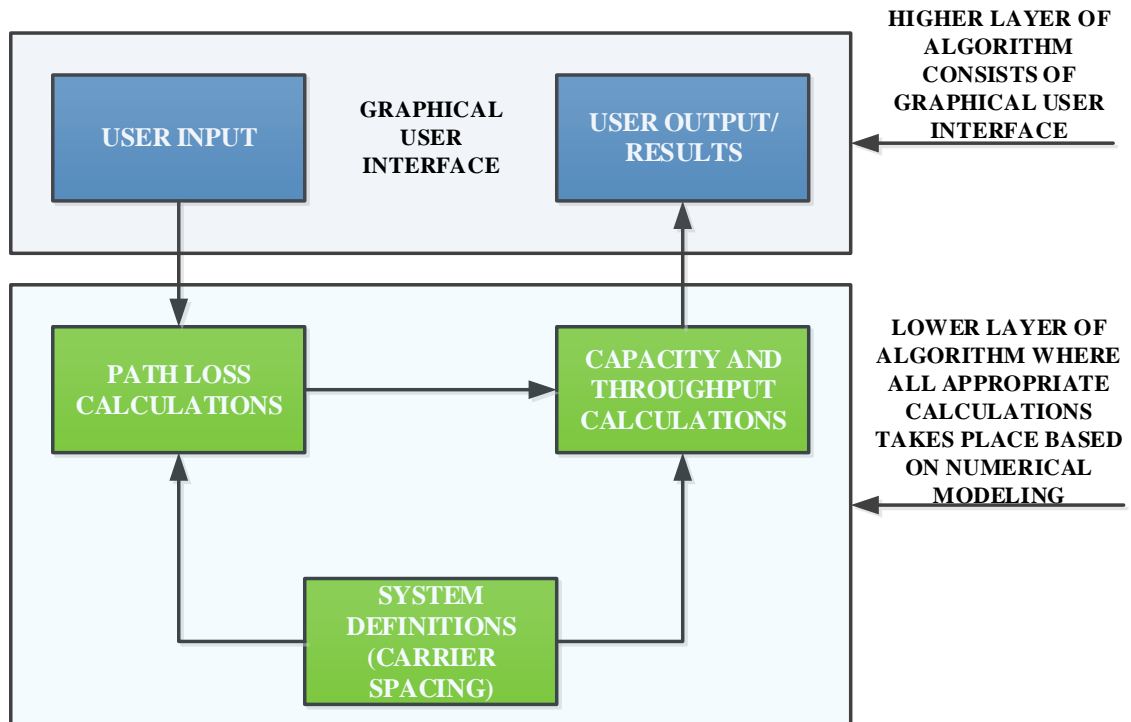 HIGHER LAYER OF
ALGORITHM
CONSISTS OF
GRAPHICAL USER
INTERFACE
USER INPUT
GRAPHICAL
USER
INTERFACE
USER OUTPUT/
RESULTS
LOWER LAYER OF
ALGORITHM WHERE
ALL APPROPRIATE
CALCULATIONS
TAKES PLACE BASED
ON NUMERICAL
MODELING
PATH LOSS
CALCULATIONS
CAPACITY AND
THROUGHPUT
CALCULATIONS
SYSTEM
DEFINITIONS
(CARRIER
SPACING)